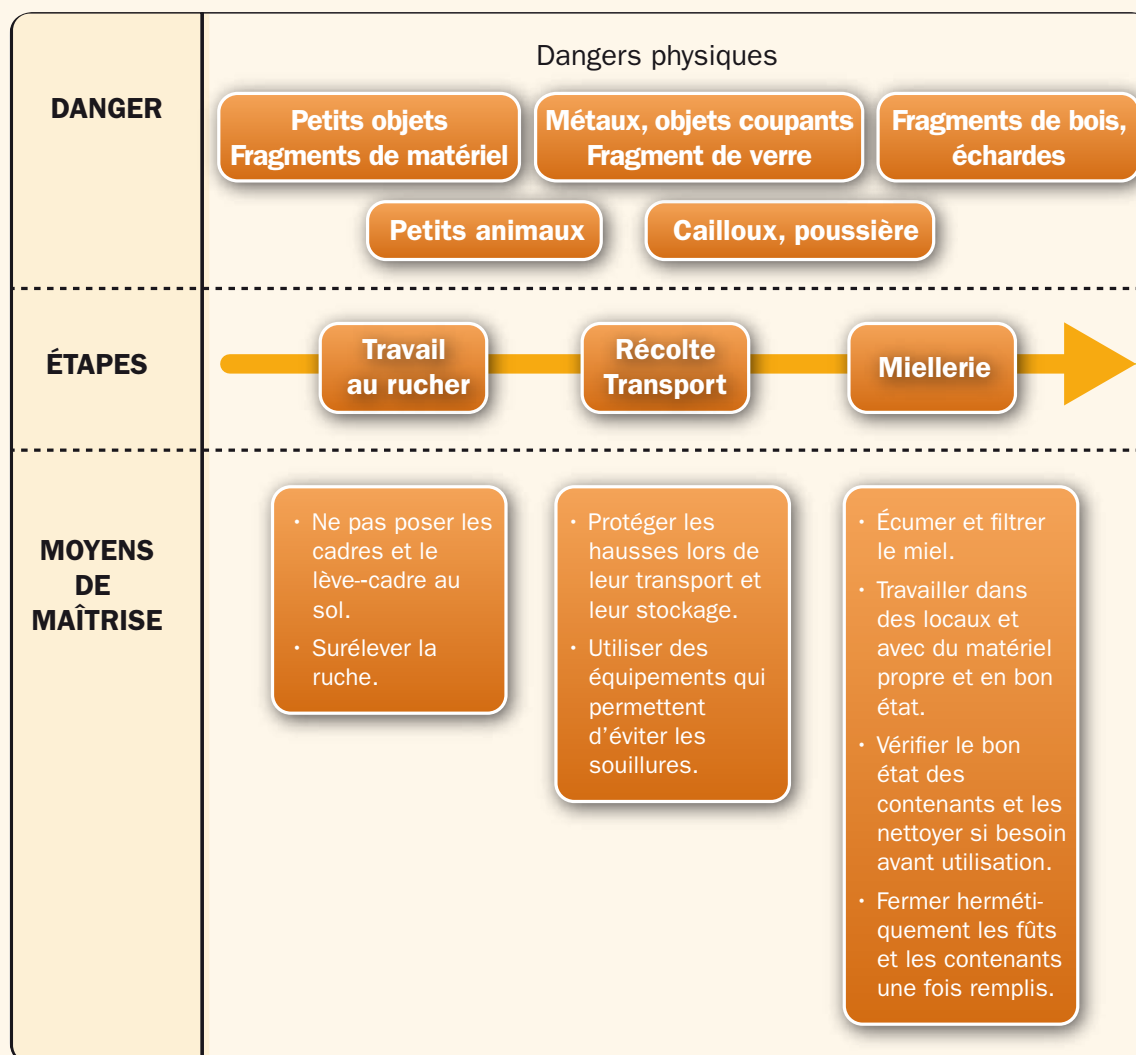 DANGER
Dangers physiques
Petits objets
Fragments de matériel
Métaux, objets coupants
Fragment de verre
Fragments de bois,
échardes
Petits animaux
Cailloux, poussière
ÉTAPES
Travail
au rucher
Récolte
Transport
Miellerie
MOYENS
DE
MAÎTRISE
· Ne pas poser les
cadres et le
lève--cadre au
sol.
· Surélever la
ruche.
· Protéger les
hausses lors de
leur transport et
leur stockage.
· Utiliser des
équipements qui
permettent
d'éviter les
souillures.
· Écumer et filtrer
le miel.
· Travailler dans
des locaux et
avec du matériel
propre et en bon
état.
· Vérifier le bon
état des
contenants et les
nettoyer si besoin
avant utilisation.
· Fermer herméti-
quement les fûts
et les contenants
une fois remplis.